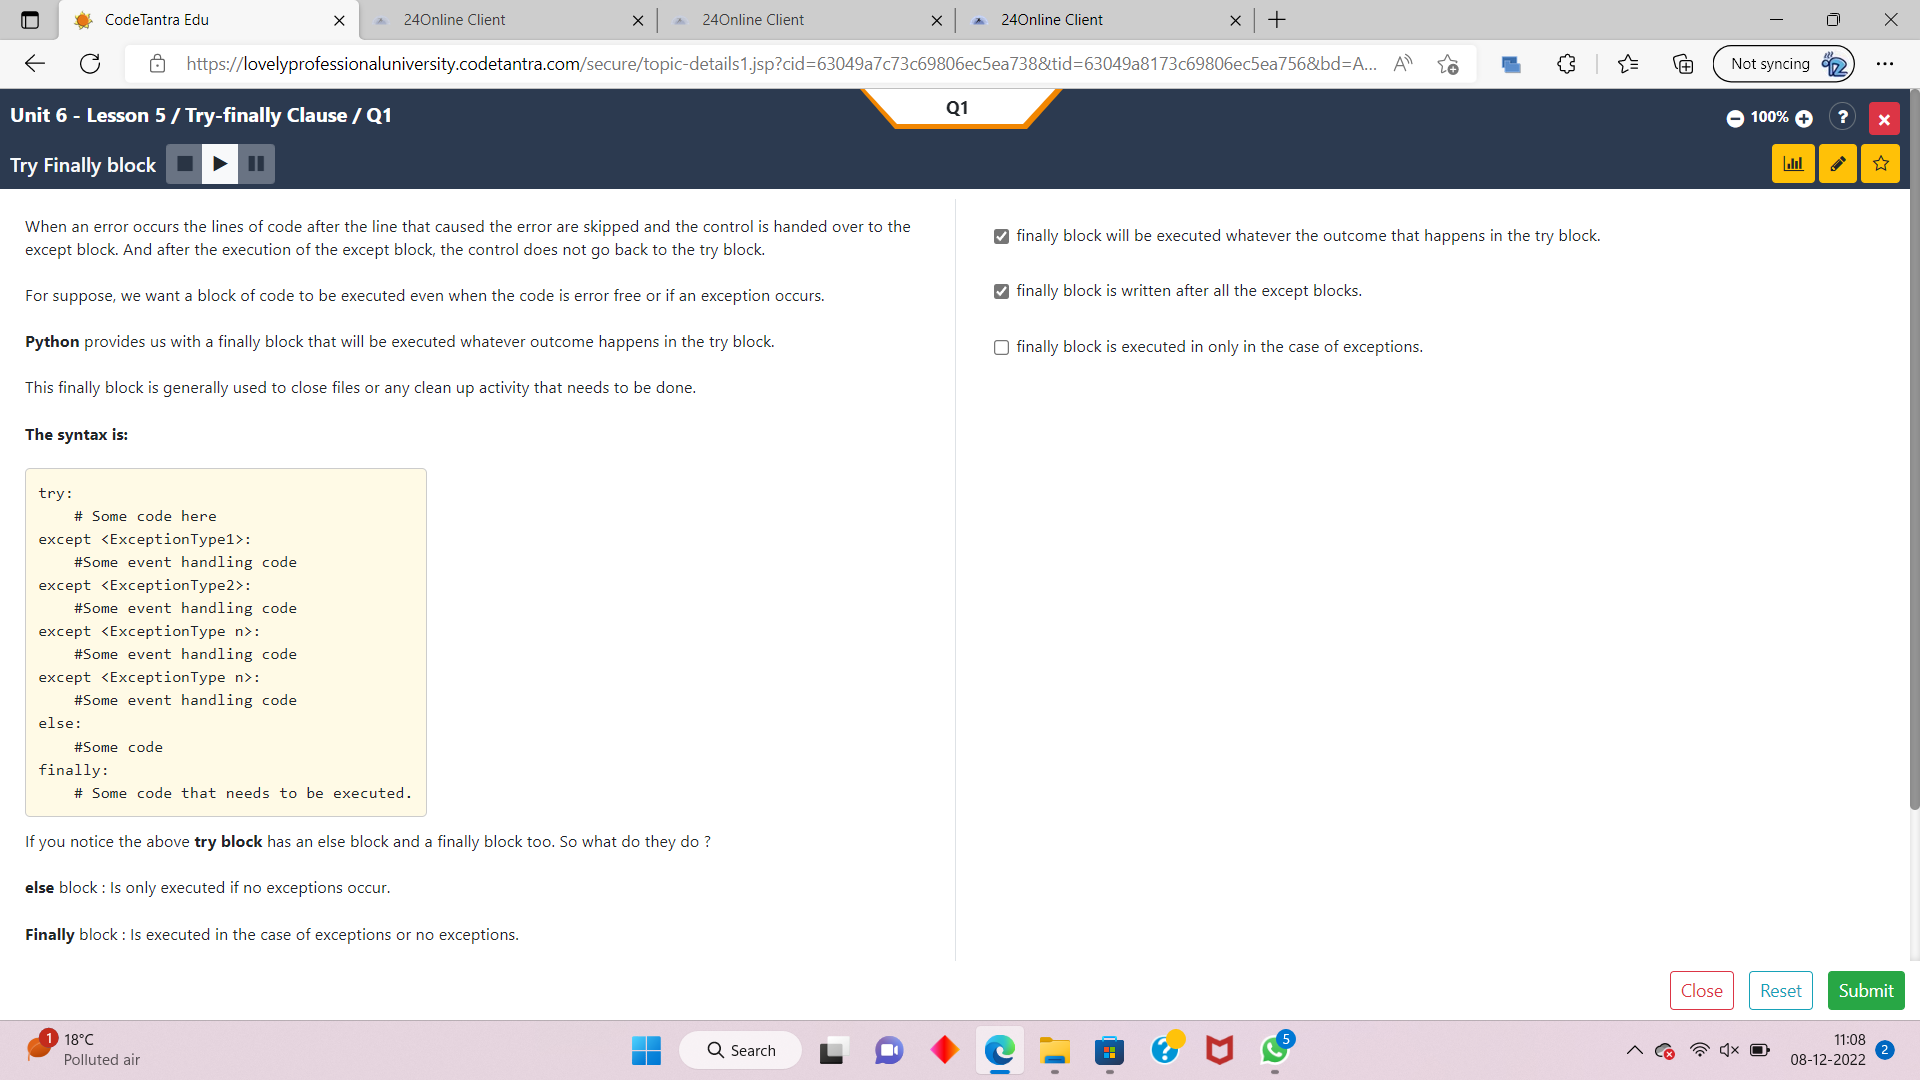 CodeTantra Edu
24Online Client
24Online Client
24Online Client
https://lovelyprofessionaluniversity.codetantra.com/secure/topic-details1.jsp?cid=63049a7c73c69806ec5ea738&tid=63049a8173c69806ec5ea756&bd=A...
Not syncing
Unit 6 - Lesson 5 / Try-finally Clause / Q1
Q1
100%
?
Try Finally block
When an error occurs the lines of code after the line that caused the error are skipped and the control is handed over to the
except block. And after the execution of the except block, the control does not go back to the try block.
For suppose, we want a block of code to be executed even when the code is error free or if an exception occurs.
Python provides us with a finally block that will be executed whatever outcome happens in the try block.
This finally block is generally used to close files or any clean up activity that needs to be done.
The syntax is:
try:
    # Some code here
except <ExceptionType1>:
    #Some event handling code
except <ExceptionType2>:
    #Some event handling code
except <ExceptionType n>:
    #Some event handling code
except <ExceptionType n>:
    #Some event handling code
else:
    #Some code
finally:
    # Some code that needs to be executed.
If you notice the above try block has an else block and a finally block too. So what do they do ?
else block : Is only executed if no exceptions occur.
Finally block : Is executed in the case of exceptions or no exceptions.
finally block will be executed whatever the outcome that happens in the try block.
finally block is written after all the except blocks.
finally block is executed in only in the case of exceptions.
Close
Reset
Submit
1
18°C
Polluted air
Search
5
11:08
08-12-2022
2